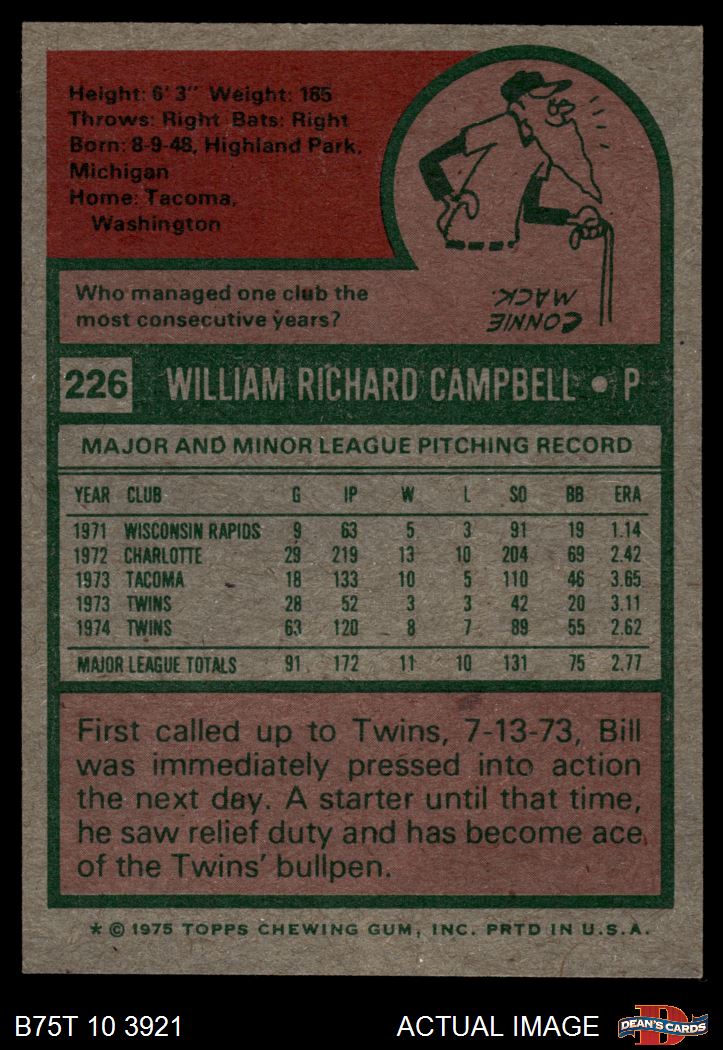 Height: 6' 3" Weight: 185
Throws: Right Bats: Right
Born: 8-9-48, Highland Park,
Michigan
Home: Tacoma,
Washington
Who managed one club the
most consecutive years?
CONNIE
MACK.
226 WILLIAM RICHARD CAMPBELL • P
MAJOR AND MINOR LEAGUE PITCHING RECORD
YEAR CLUB G IP W L SO BB ERA
1971 WISCONSIN RAPIDS 9 63 5 3 91 19 1.14
1972 CHARLOTTE 29 219 13 10 204 69 2.42
1973 TACOMA 18 133 10 5 110 46 3.65
1973 TWINS 28 52 3 3 42 20 3.11
1974 TWINS 63 120 8 7 89 55 2.62
MAJOR LEAGUE TOTALS 91 172 11 10 131 75 2.77
First called up to Twins, 7-13-73, Bill
was immediately pressed into action
the next day. A starter until that time,
he saw relief duty and has become ace
of the Twins' bullpen.
* © 1975 TOPPS CHEWING GUM, INC. PRTD IN U.S.A.
B75T 10 3921
ACTUAL IMAGE
D
DEAN'S CARDS